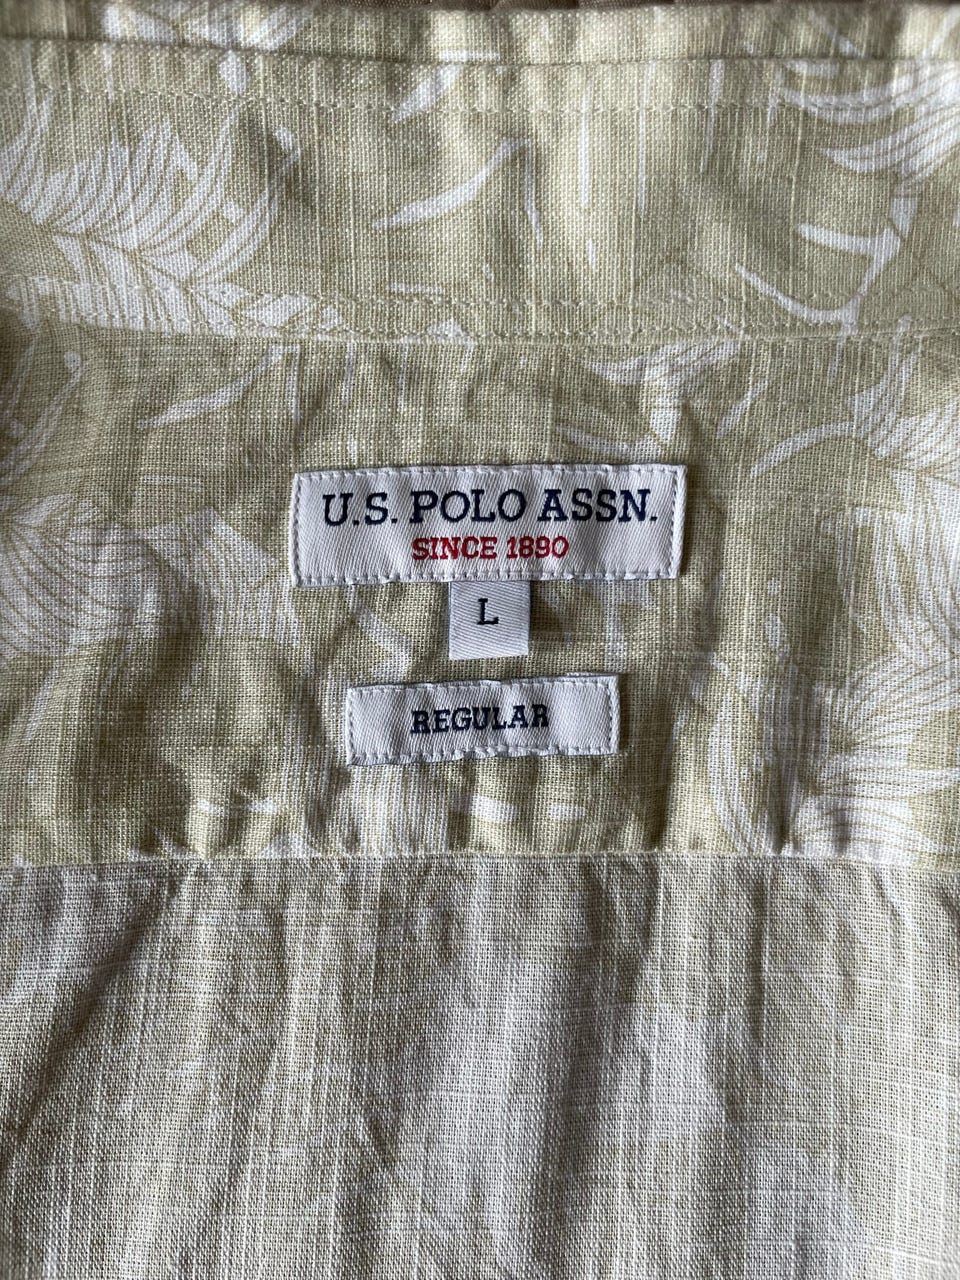 U.S. POLO ASSN.
SINCE 1890
L
REGULAR